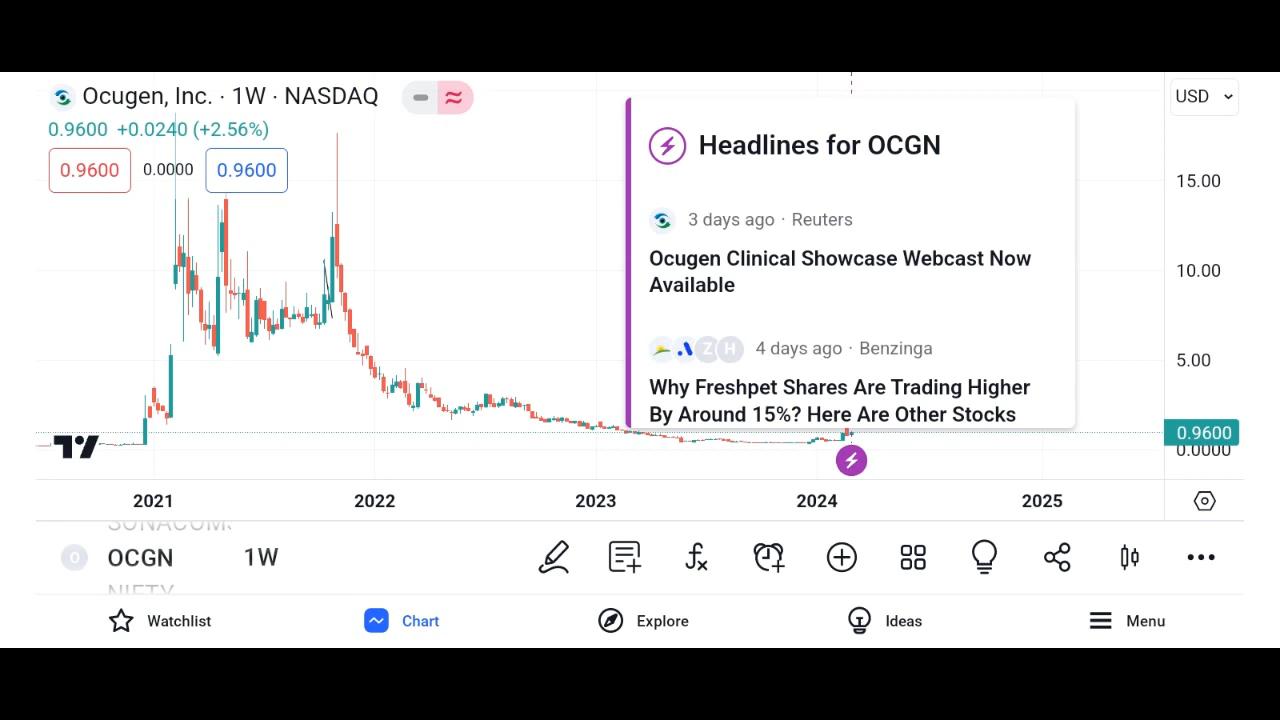 Ocugen, Inc. · 1W · NASDAQ
0.9600 +0.0240 (+2.56%)
0.9600 0.0000 0.9600
USD
Headlines for OCGN
3 days ago · Reuters
Ocugen Clinical Showcase Webcast Now
Available
Z H 4 days ago · Benzinga
Why Freshpet Shares Are Trading Higher
By Around 15%? Here Are Other Stocks
15.00
10.00
5.00
0.9600
0.0000
2021 2022 2023 2024 2025
SONACOMS
O OCGN 1W
NIFTY
Watchlist Chart Explore Ideas Menu